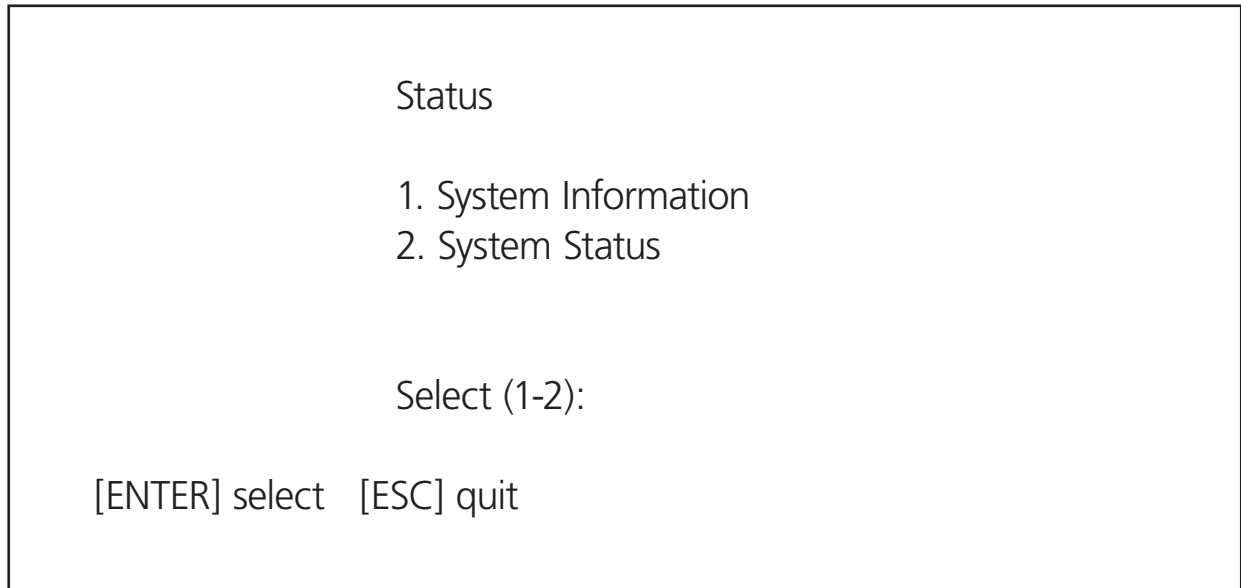 Status
1. System Information
2. System Status
Select (1-2):
[ENTER] select [ESC] quit